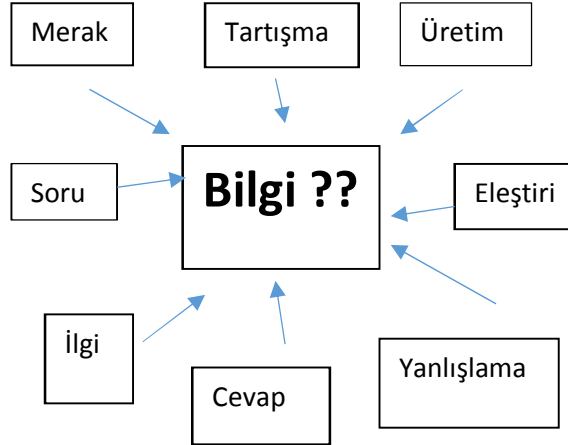 Merak
Tartışma
Üretim
Soru
Bilgi ??
Eleştiri
İlgi
Cevap
Yanlışlama